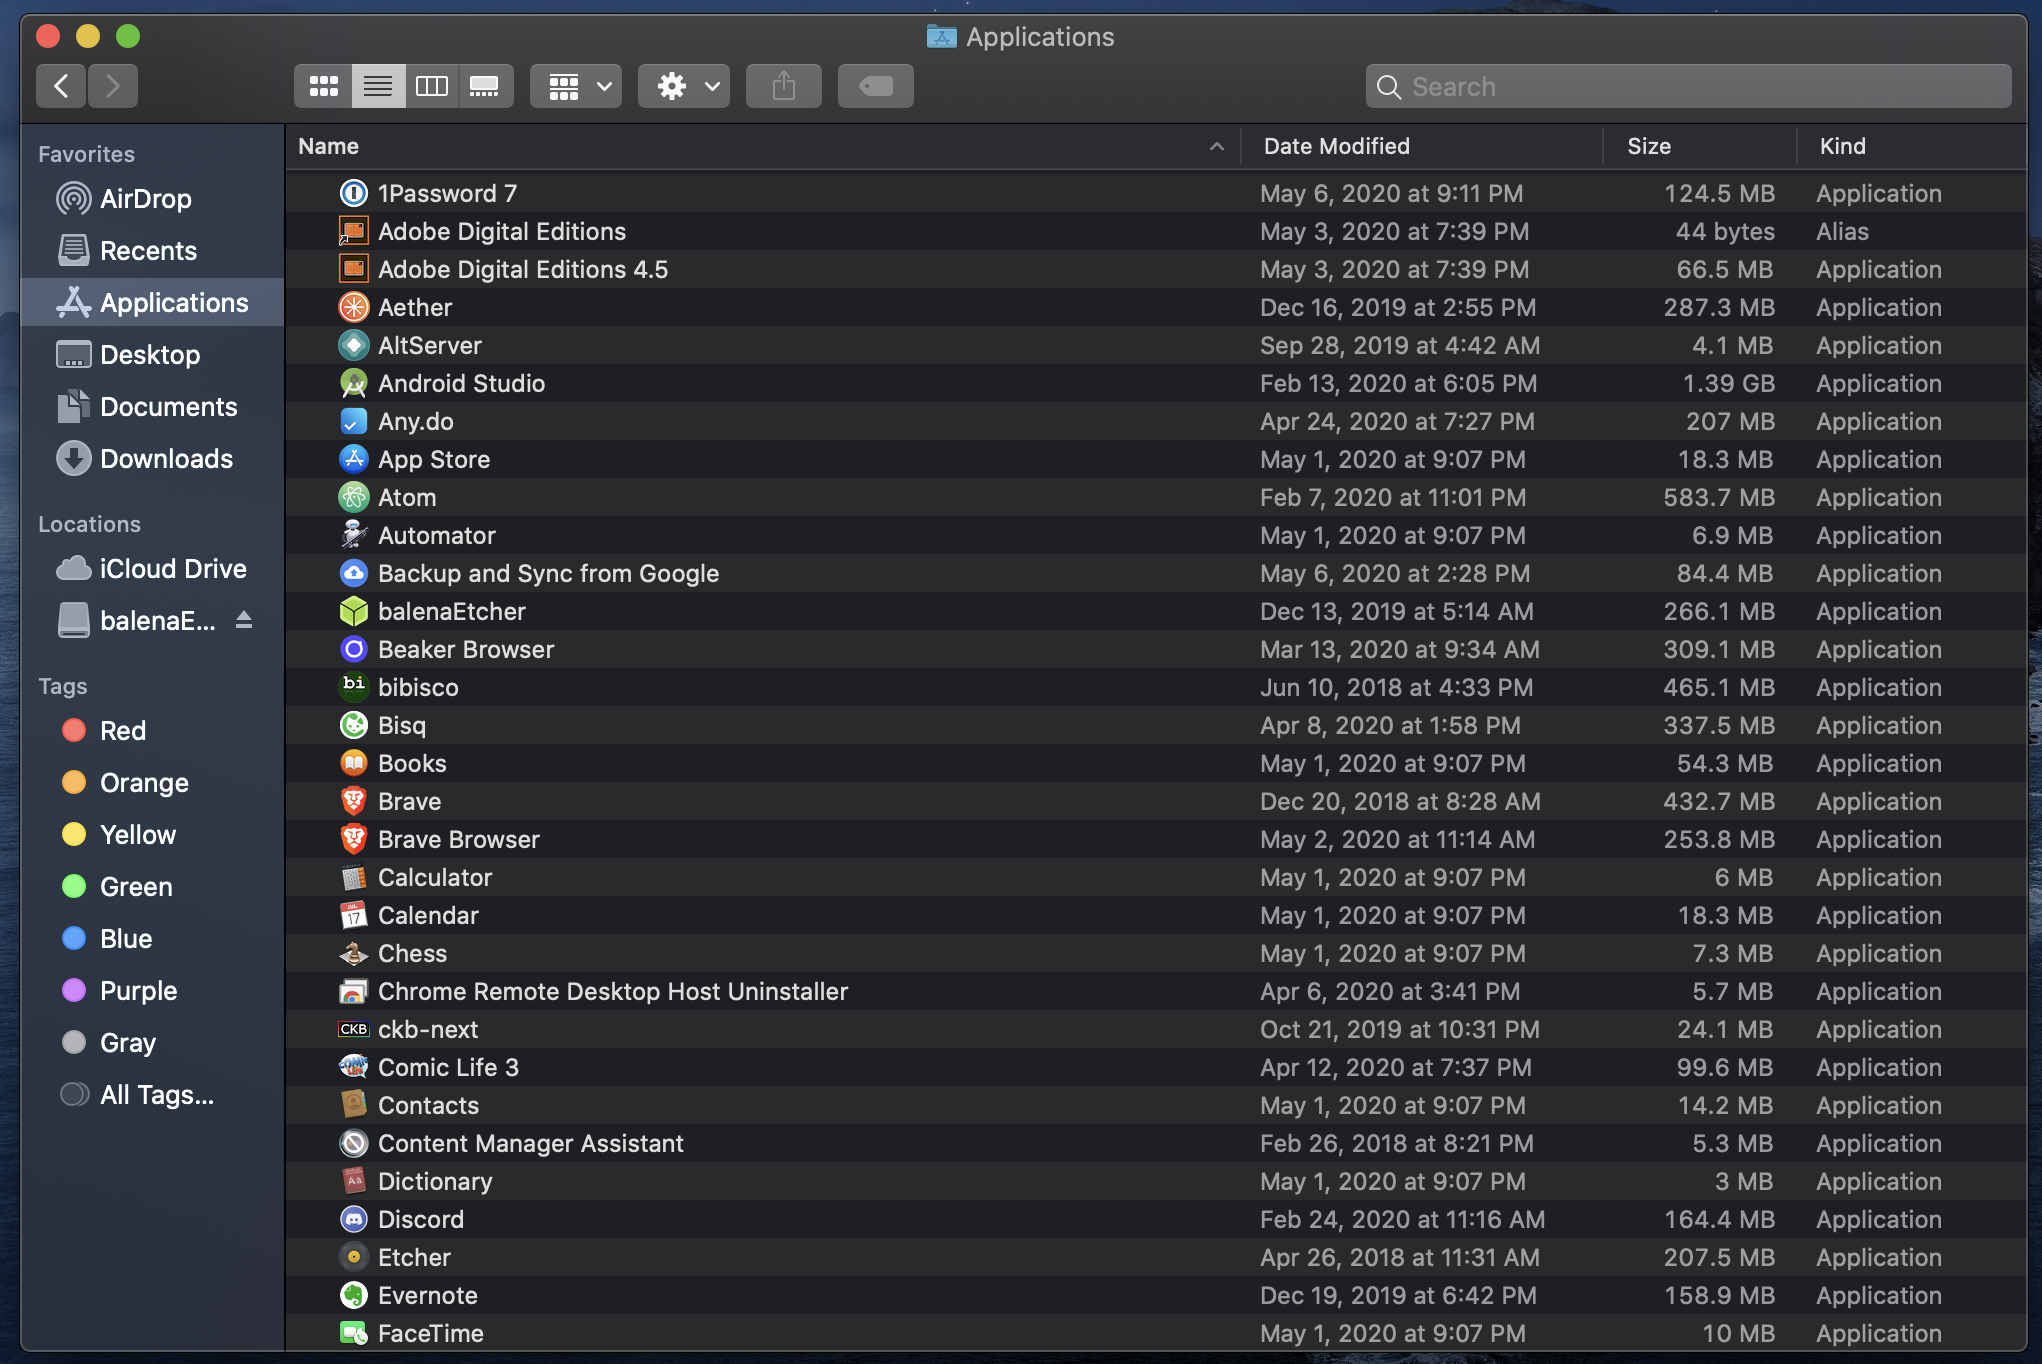 Applications
Search
Favorites
AirDrop
Recents
Applications
Desktop
Documents
Downloads
Locations
iCloud Drive
balenaE...
Tags
Red
Orange
Yellow
Green
Blue
Purple
Gray
All Tags...
Name Date Modified Size Kind
1Password 7 May 6, 2020 at 9:11 PM 124.5 MB Application
Adobe Digital Editions May 3, 2020 at 7:39 PM 44 bytes Alias
Adobe Digital Editions 4.5 May 3, 2020 at 7:39 PM 66.5 MB Application
Aether Dec 16, 2019 at 2:55 PM 287.3 MB Application
AltServer Sep 28, 2019 at 4:42 AM 4.1 MB Application
Android Studio Feb 13, 2020 at 6:05 PM 1.39 GB Application
Any.do Apr 24, 2020 at 7:27 PM 207 MB Application
App Store May 1, 2020 at 9:07 PM 18.3 MB Application
Atom Feb 7, 2020 at 11:01 PM 583.7 MB Application
Automator May 1, 2020 at 9:07 PM 6.9 MB Application
Backup and Sync from Google May 6, 2020 at 2:28 PM 84.4 MB Application
balenaEtcher Dec 13, 2019 at 5:14 AM 266.1 MB Application
Beaker Browser Mar 13, 2020 at 9:34 AM 309.1 MB Application
bi bibisco Jun 10, 2018 at 4:33 PM 465.1 MB Application
Bisq Apr 8, 2020 at 1:58 PM 337.5 MB Application
Books May 1, 2020 at 9:07 PM 54.3 MB Application
Brave Dec 20, 2018 at 8:28 AM 432.7 MB Application
Brave Browser May 2, 2020 at 11:14 AM 253.8 MB Application
Calculator May 1, 2020 at 9:07 PM 6 MB Application
JUL 17 Calendar May 1, 2020 at 9:07 PM 18.3 MB Application
Chess May 1, 2020 at 9:07 PM 7.3 MB Application
Chrome Remote Desktop Host Uninstaller Apr 6, 2020 at 3:41 PM 5.7 MB Application
CKB ckb-next Oct 21, 2019 at 10:31 PM 24.1 MB Application
Comic Life 3 Apr 12, 2020 at 7:37 PM 99.6 MB Application
Contacts May 1, 2020 at 9:07 PM 14.2 MB Application
Content Manager Assistant Feb 26, 2018 at 8:21 PM 5.3 MB Application
Aa Dictionary May 1, 2020 at 9:07 PM 3 MB Application
Discord Feb 24, 2020 at 11:16 AM 164.4 MB Application
Etcher Apr 26, 2018 at 11:31 AM 207.5 MB Application
Evernote Dec 19, 2019 at 6:42 PM 158.9 MB Application
FaceTime May 1, 2020 at 9:07 PM 10 MB Application